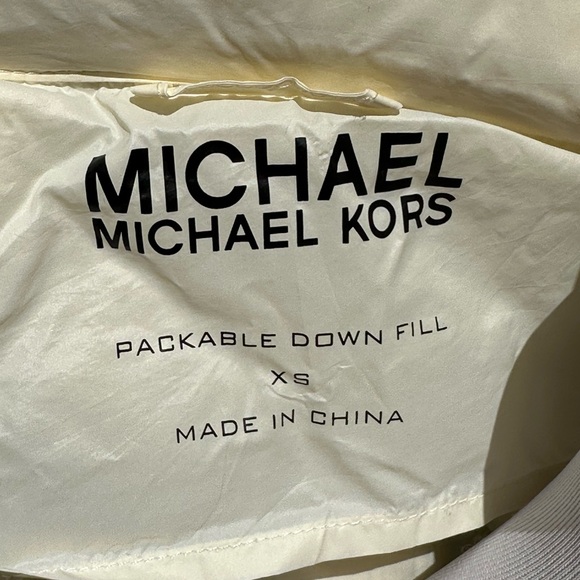 MICHAEL
MICHAEL KORS
PACKABLE DOWN FILL
XS
MADE IN CHINA